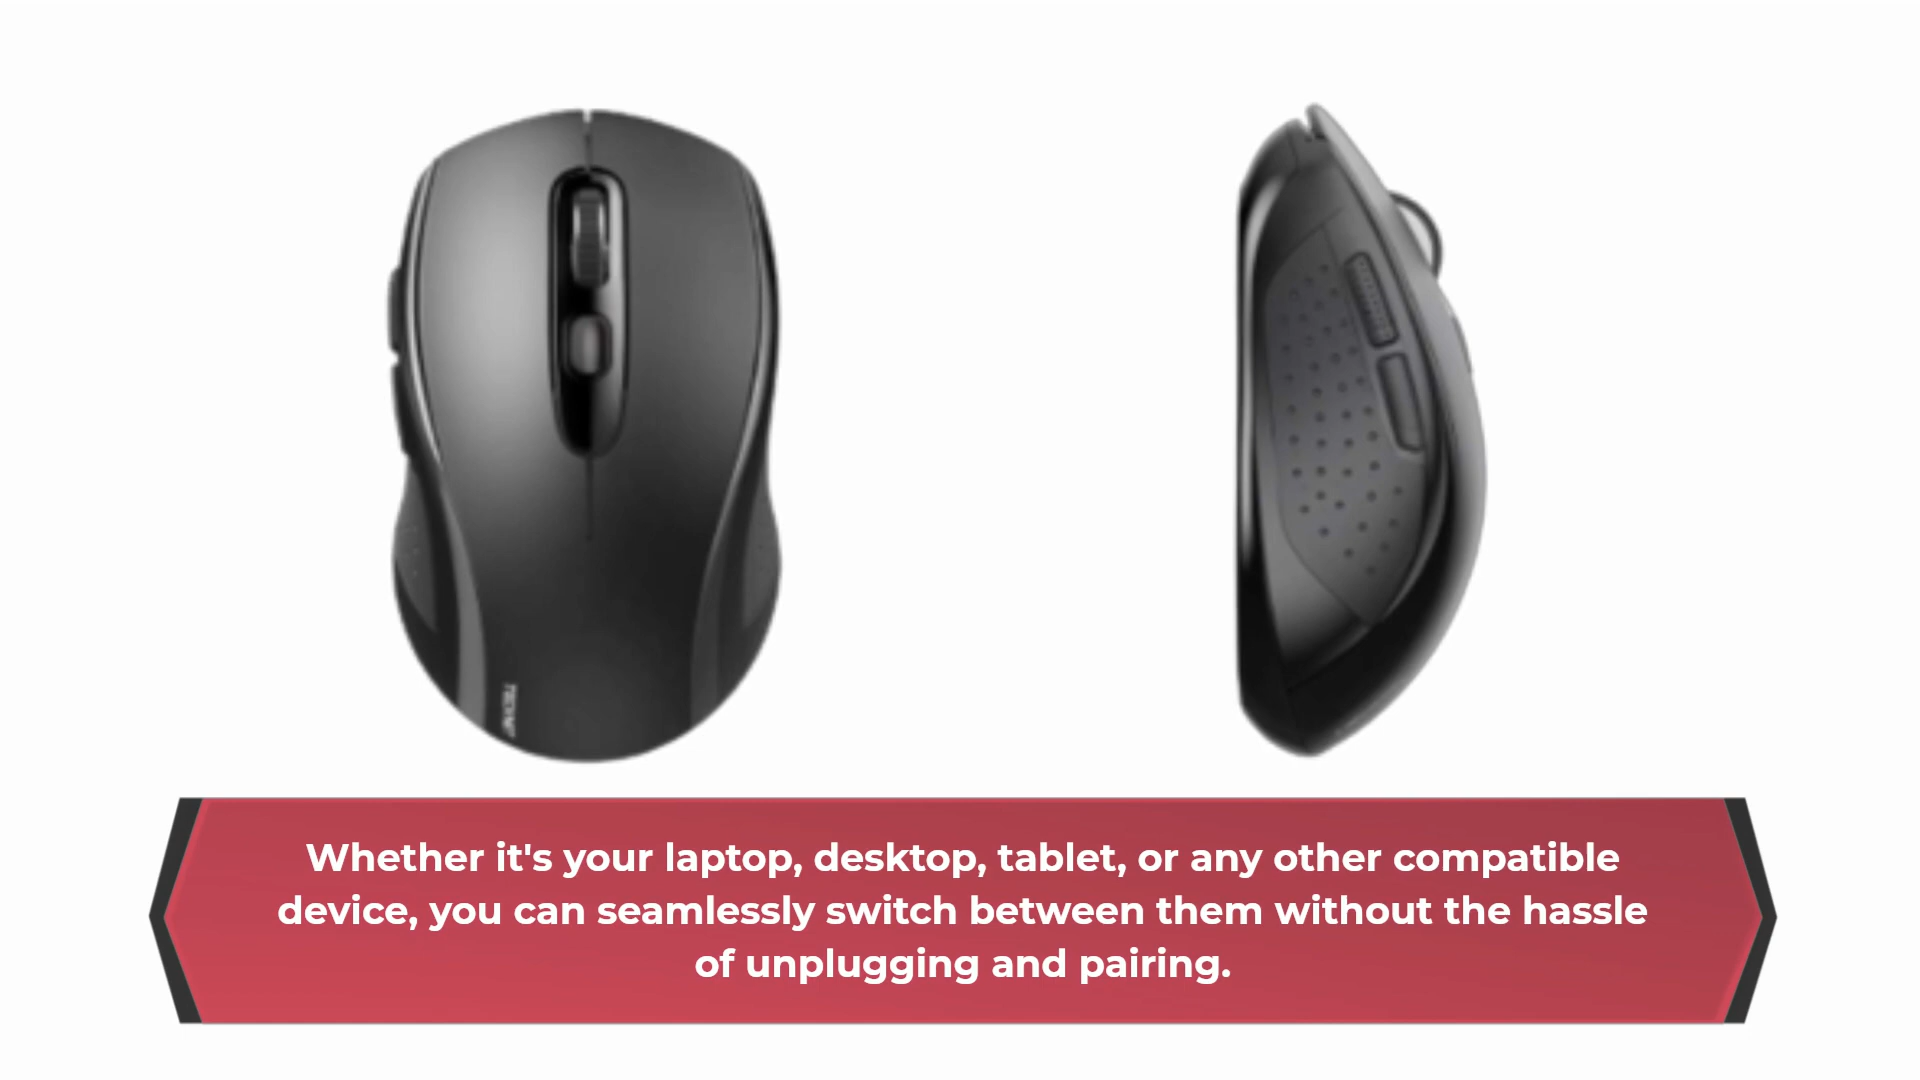 Whether it's your laptop, desktop, tablet, or any other compatible
device, you can seamlessly switch between them without the hassle
of unplugging and pairing.